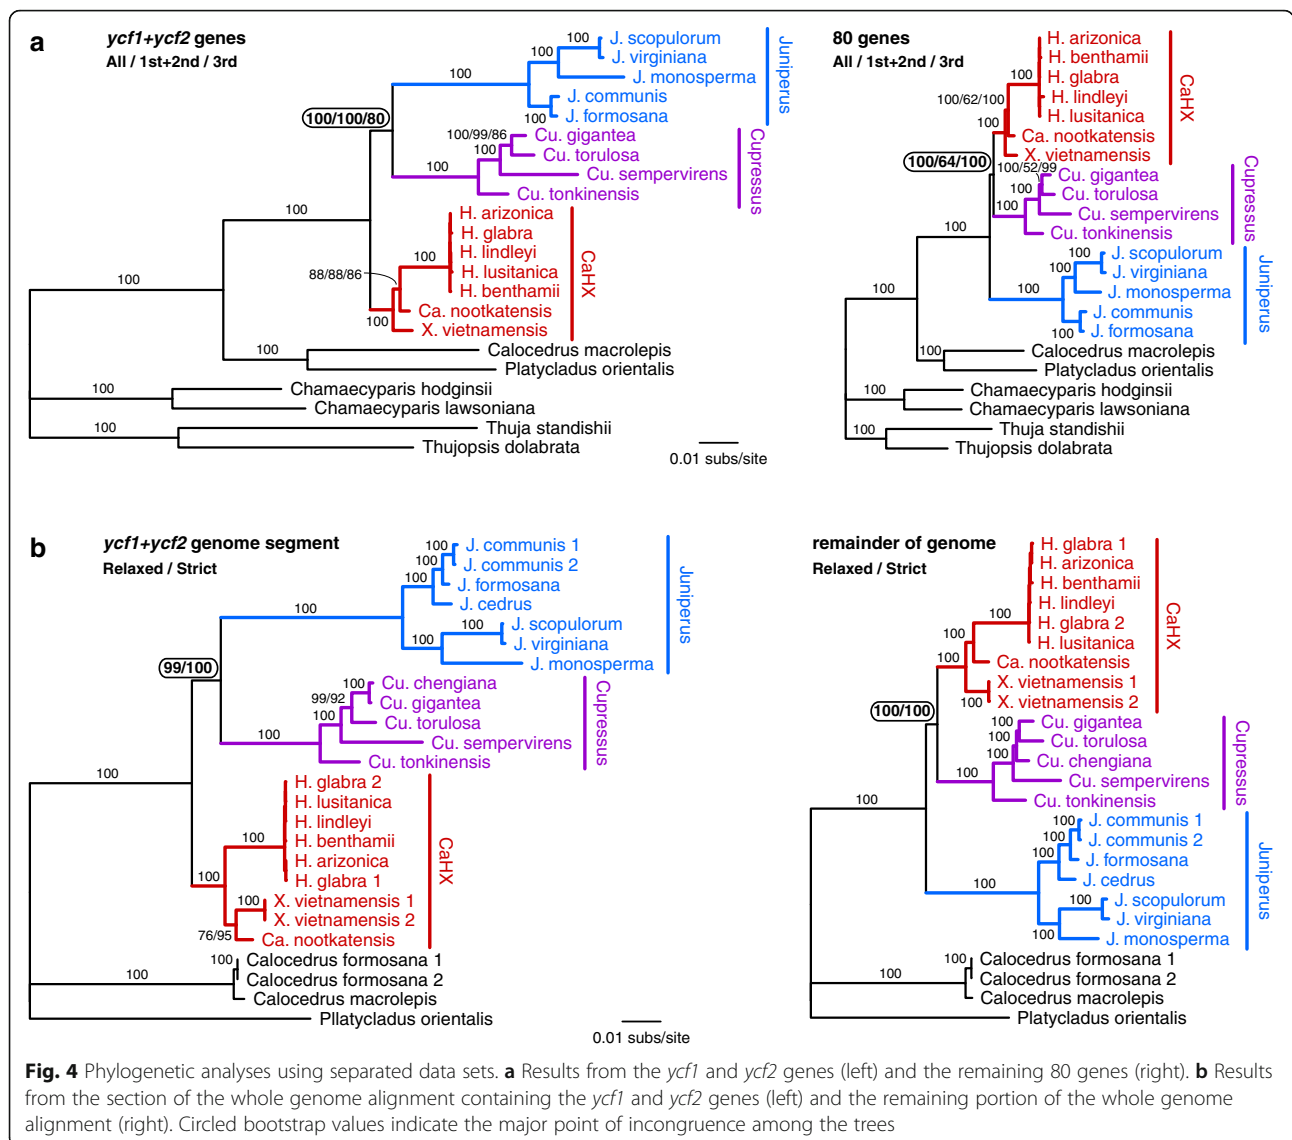 a
ycf1+ycf2 genes
All / 1st+2nd / 3rd
100
J. scopulorum
100
J. virginiana
100
J. monosperma
100
J. communis
100
J. formosana
Juniperus
100/100/80
100/99/86
Cu. gigantea
100
Cu. torulosa
100
Cu. sempervirens
Cu. tonkinensis
Cupressus
100
H. arizonica
H. glabra
100
H. lindleyi
88/88/86
H. lusitanica
H. benthamii
100
Ca. nootkatensis
X. vietnamensis
CaHX
100
100
Calocedrus macrolepis
Platycladus orientalis
100
Chamaecyparis hodginsii
Chamaecyparis lawsoniana
100
Thuja standishii
Thujopsis dolabrata
0.01 subs/site
80 genes
All / 1st+2nd / 3rd
H. arizonica
H. benthamii
100
H. glabra
H. lindleyi
100/62/100
H. lusitanica
100
Ca. nootkatensis
X. vietnamensis
CaHX
100/64/100
100/52/99
Cu. gigantea
100
Cu. torulosa
100
Cu. sempervirens
Cu. tonkinensis
Cupressus
100
J. scopulorum
100
J. virginiana
100
J. monosperma
100
J. communis
100
J. formosana
Juniperus
100
100
Calocedrus macrolepis
Platycladus orientalis
100
Chamaecyparis hodginsii
Chamaecyparis lawsoniana
100
Thuja standishii
Thujopsis dolabrata
b
ycf1+ycf2 genome segment
Relaxed / Strict
100
J. communis 1
100
J. communis 2
100
J. formosana
J. cedrus
100
100
J. scopulorum
100
J. virginiana
J. monosperma
Juniperus
99/100
100
Cu. chengiana
99/92
Cu. gigantea
100
Cu. torulosa
100
Cu. sempervirens
Cu. tonkinensis
Cupressus
100
H. glabra 2
H. lusitanica
H. lindleyi
100
H. benthamii
H. arizonica
H. glabra 1
100
X. vietnamensis 1
X. vietnamensis 2
76/95
Ca. nootkatensis
CaHX
100
100
Calocedrus formosana 1
Calocedrus formosana 2
Calocedrus macrolepis
Pllatycladus orientalis
0.01 subs/site
remainder of genome
Relaxed / Strict
H. glabra 1
H. arizonica
H. benthamii
100
H. lindleyi
H. glabra 2
100
H. lusitanica
100
Ca. nootkatensis
X. vietnamensis 1
100
X. vietnamensis 2
CaHX
100/100
100
Cu. gigantea
100
Cu. torulosa
100
Cu. chengiana
100
Cu. sempervirens
Cu. tonkinensis
Cupressus
100
100
J. communis 1
100
J. communis 2
100
J. formosana
J. cedrus
100
100
J. scopulorum
J. virginiana
100
J. monosperma
Juniperus
100
100
Calocedrus formosana 1
Calocedrus formosana 2
Calocedrus macrolepis
Platycladus orientalis
Fig. 4 Phylogenetic analyses using separated data sets. a Results from the ycf1 and ycf2 genes (left) and the remaining 80 genes (right). b Results
from the section of the whole genome alignment containing the ycf1 and ycf2 genes (left) and the remaining portion of the whole genome
alignment (right). Circled bootstrap values indicate the major point of incongruence among the trees